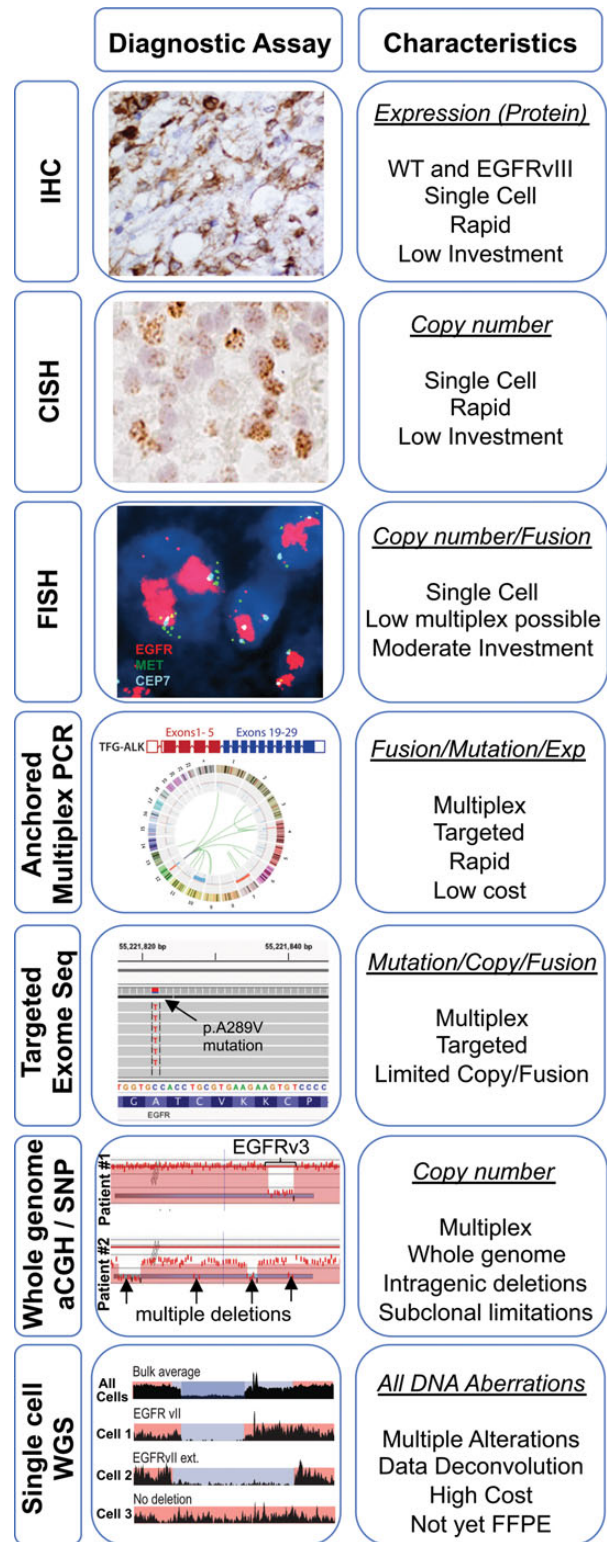 Diagnostic Assay
Characteristics
IHC
Expression (Protein)
WT and EGFRvIII
Single Cell
Rapid
Low Investment
CISH
Copy number
Single Cell
Rapid
Low Investment
FISH
EGFR
MET
CEP7
Copy number/Fusion
Single Cell
Low multiplex possible
Moderate Investment
Anchored
Multiplex PCR
Exons1- 5
Exons 19-29
TFG-ALK
Fusion/Mutation/Exp
Multiplex
Targeted
Rapid
Low cost
Targeted
Exome Seq
55,221,820 bp
55,221,840 bp
p.A289V
mutation
T
T
T
T
T
T
TGGTGCCACCTGCGTGAAGAAGTGTCCCC
G A T C V K K C P
EGFR
Mutation/Copy/Fusion
Multiplex
Targeted
Limited Copy/Fusion
Whole genome
aCGH / SNP
Patient #1
EGFRv3
Patient #2
multiple deletions
Copy number
Multiplex
Whole genome
Intragenic deletions
Subclonal limitations
Single cell
WGS
Bulk average
All
Cells
EGFR vII
Cell 1
EGFRvII ext.
Cell 2
No deletion
Cell 3
All DNA Aberrations
Multiple Alterations
Data Deconvolution
High Cost
Not yet FFPE